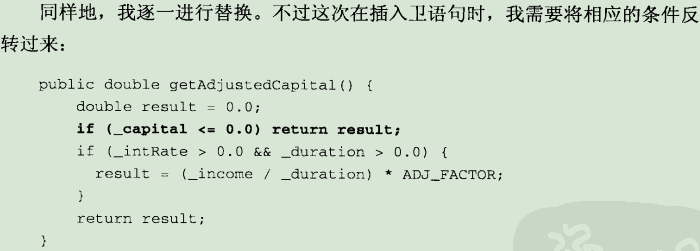 同样地，我逐一进行替换。不过这次在插入卫语句时，我需要将相应的条件反
转过来：
public double getAdjustedCapital() {
double result = 0.0;
if (_capital <= 0.0) return result;
if (_intRate > 0.0 && _duration > 0.0) {
result = (_income / _duration) * ADJ_FACTOR;
}
return result;
}